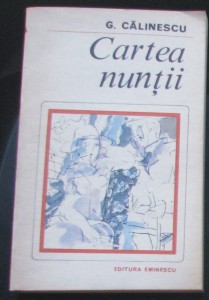 G. CĂLINESCU
Cartea
nunții
EDITURA EMINESCU